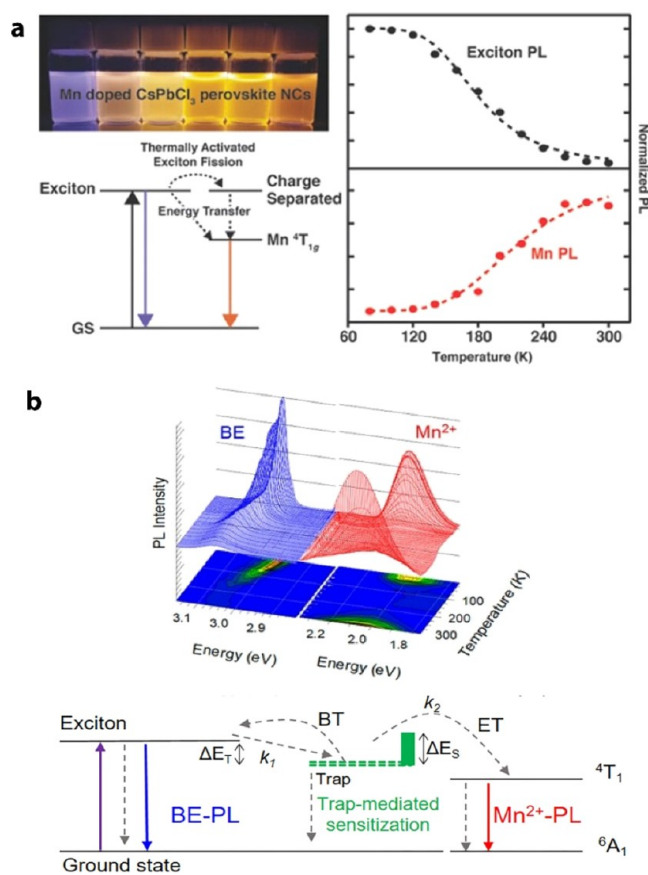 a
Mn doped CsPbCl₃ perovskite NCs
Thermally Activated
Exciton Fission
Exciton
Charge
Separated
Energy Transfer
Mn ⁴T₁g
GS
Exciton PL
Mn PL
Normalized PL
60 120 180 240 300
Temperature (K)
b
BE
Mn²⁺
PL Intensity
3.1 3.0 2.9
2.2 2.0 1.8
100
200
300
Energy (eV)
Energy (eV)
Temperature (K)
Exciton
BT
k₂
ET
ΔE_T
k₁
ΔE_S
Trap
⁴T₁
BE-PL
Trap-mediated
sensitization
Mn²⁺-PL
Ground state
⁶A₁